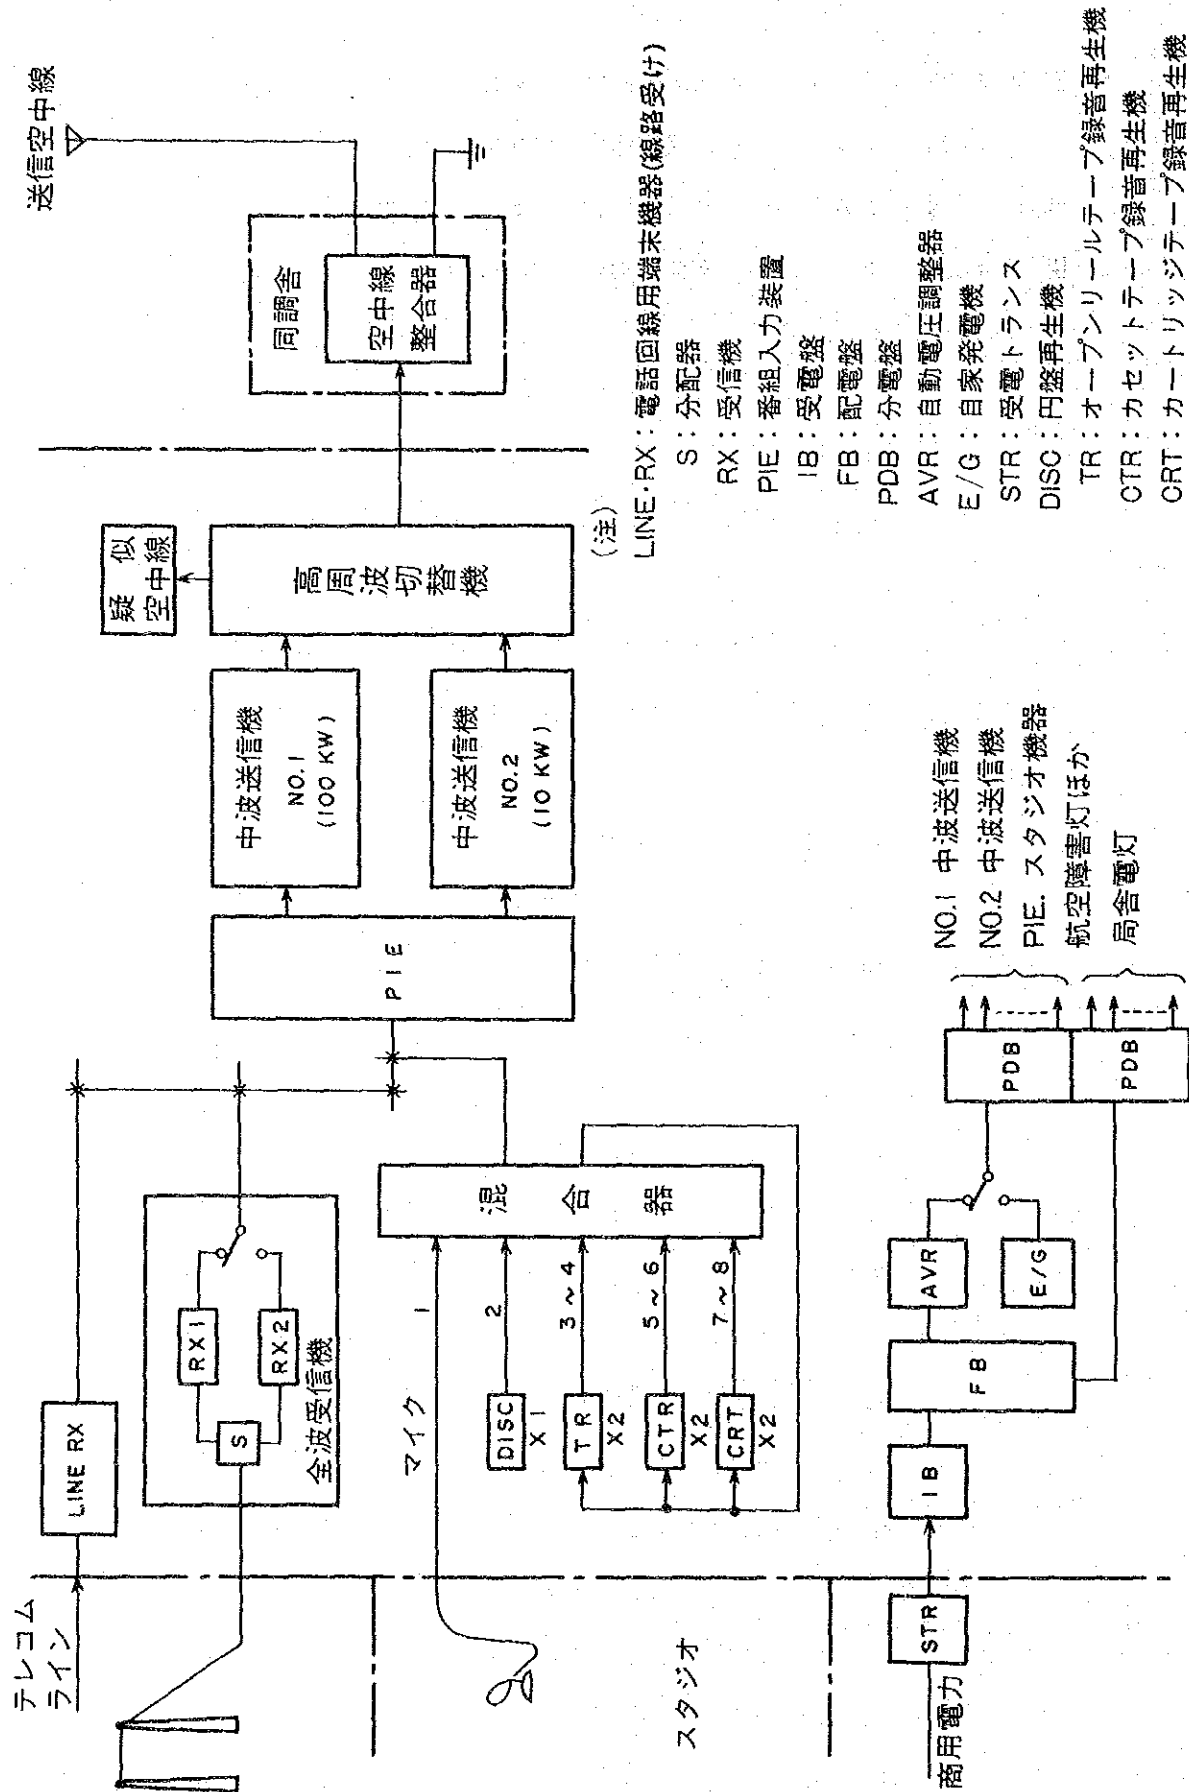 テレコム
ライン
LINE RX
S
RX 1
RX 2
全波受信機
マイク
1
2
3～4
5～6
7～8
DISC
X1
TR
X2
CTR
X2
CRT
X2
混合器
スタジオ
PIE
中波送信機
NO.1
(100 KW)
中波送信機
NO.2
(10 KW)
疑似
空中線
高周波切替機
同調舎
空中線
整合器
送信空中線
商用電力
STR
IB
FB
AVR
E/G
PDB
PDB
NO.1 中波送信機
NO.2 中波送信機
PIE. スタジオ機器
航空障害灯ほか
局舎電灯
(注)
LINE・RX：電話回線用端末機器(線路受け)
S：分配器
RX：受信機
PIE：番組入力装置
IB：受電盤
FB：配電盤
PDB：分電盤
AVR：自動電圧調整器
E/G：自家発電機
STR：受電トランス
DISC：円盤再生機
TR：オープンリールテープ録音再生機
CTR：カセットテープ録音再生機
CRT：カートリッジテープ録音再生機